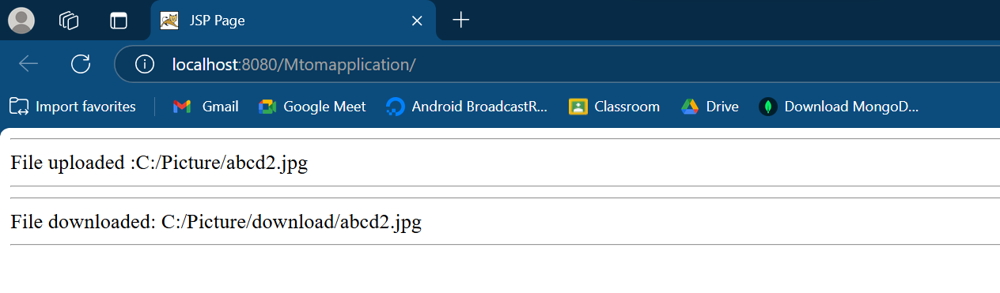 JSP Page
localhost:8080/Mtomapplication/
Import favorites Gmail Google Meet Android BroadcastR... Classroom Drive Download MongoD...
File uploaded :C:/Picture/abcd2.jpg
File downloaded: C:/Picture/download/abcd2.jpg